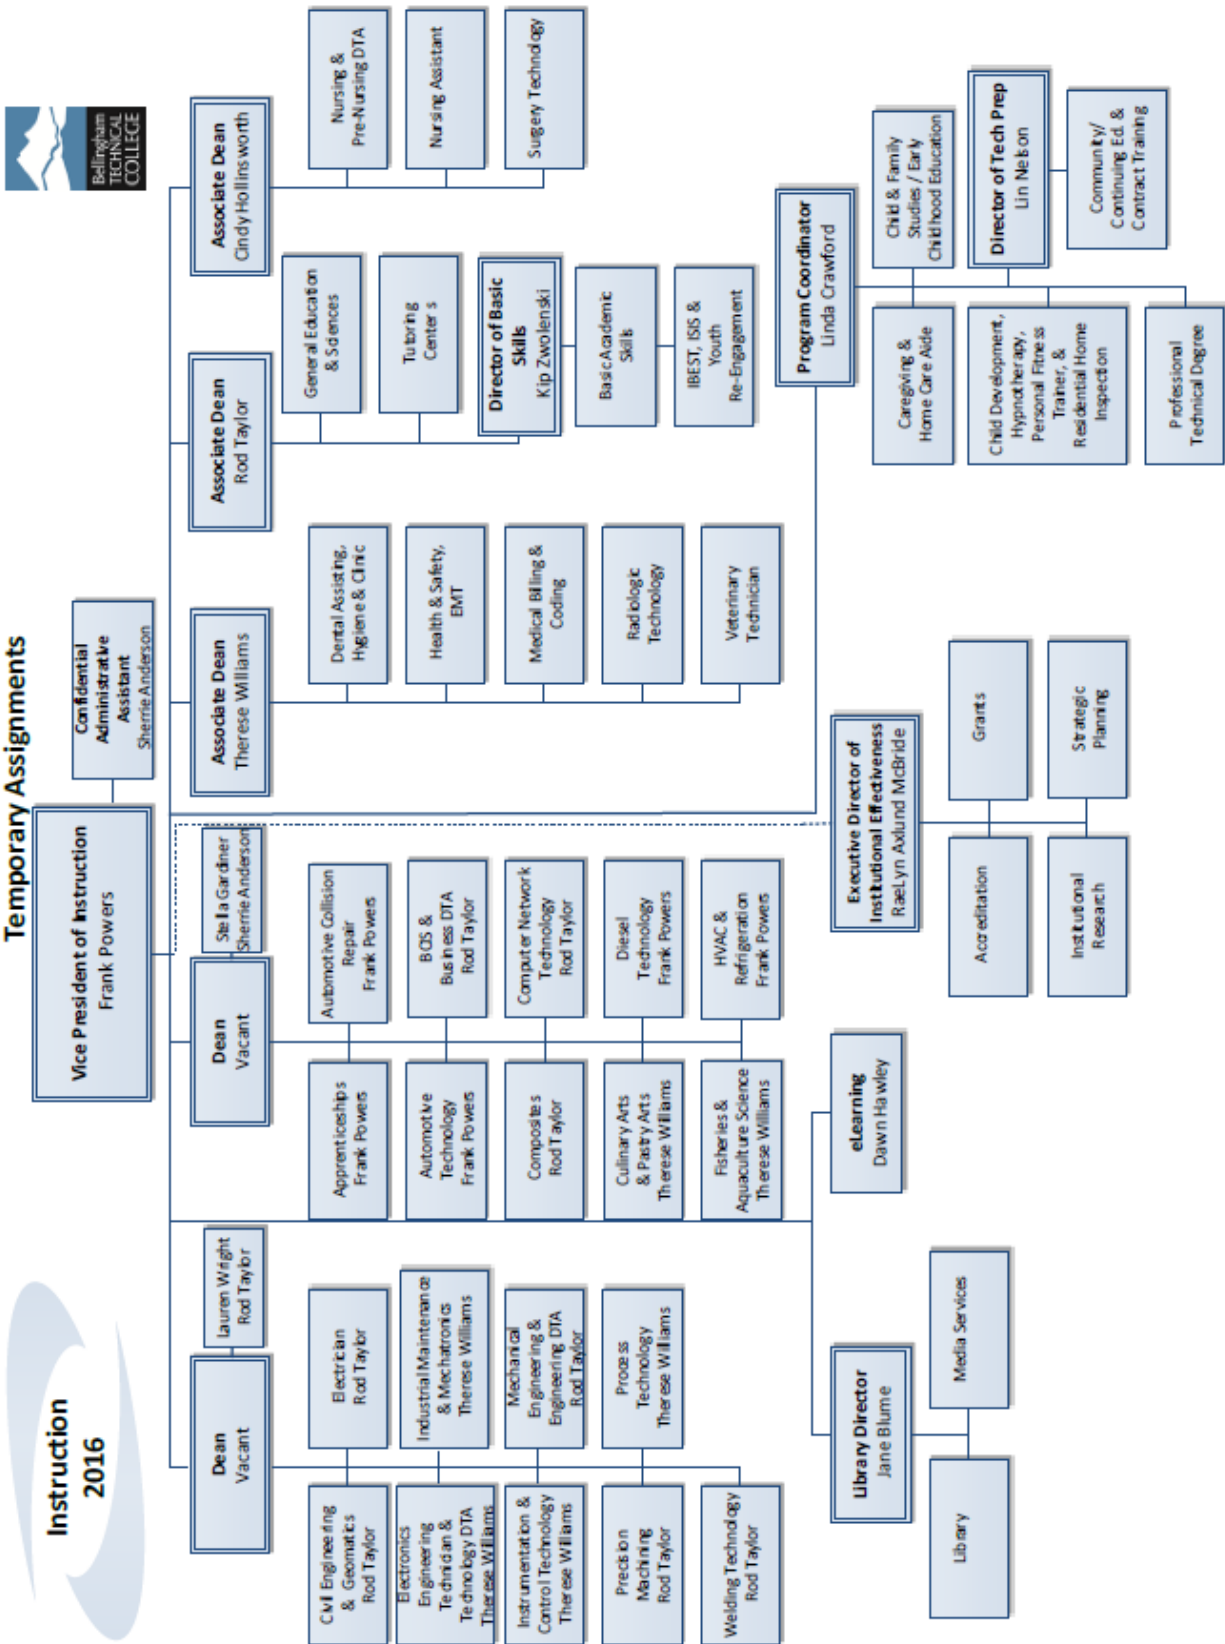 Instruction
2016
Temporary Assignments
Bellingham
TECHNICAL
COLLEGE
Vice President of Instruction
Frank Powers
Confidential
Administrative
Assistant
Sherrie Anderson
Dean
Vacant
Lauren Wright
Rod Taylor
Civil Engineering
& Geomatics
Rod Taylor
Electrician
Rod Taylor
Electronics
Engineering
Technician &
Technology DTA
Therese Williams
Industrial Maintenance
& Mechatronics
Therese Williams
Instrumentation &
Control Technology
Therese Williams
Mechanical
Engineering &
Engineering DTA
Rod Taylor
Precision
Machining
Rod Taylor
Process
Technology
Therese Williams
Welding Technology
Rod Taylor
Dean
Vacant
Stella Gardiner
Sherrie Anderson
Apprenticeships
Frank Powers
Automotive Collision
Repair
Frank Powers
Automotive
Technology
Frank Powers
BCIS &
Business DTA
Rod Taylor
Composites
Rod Taylor
Computer Network
Technology
Rod Taylor
Culinary Arts
& Pastry Arts
Therese Williams
Diesel
Technology
Frank Powers
Fisheries &
Aquaculture Science
Therese Williams
HVAC &
Refrigeration
Frank Powers
Associate Dean
Therese Williams
Dental Assisting,
Hygiene & Clinic
Health & Safety,
EMT
Medical Billing &
Coding
Radiologic
Technology
Veterinary
Technician
Associate Dean
Rod Taylor
General Education
& Sciences
Tutoring
Centers
Director of Basic
Skills
Kip Zwolenski
Basic Academic
Skills
IBEST, ISIS &
Youth
Re-Engagement
Associate Dean
Cindy Hollinsworth
Nursing &
Pre-Nursing DTA
Nursing Assistant
Surgery Technology
Library Director
Jane Blume
Library
Media Services
eLearning
Dawn Hawley
Executive Director of
Institutional Effectiveness
RaeLyn Axlund McBride
Accreditation
Grants
Institutional
Research
Strategic
Planning
Program Coordinator
Linda Crawford
Caregiving &
Home Care Aide
Child & Family
Studies / Early
Childhood Education
Child Development,
Hypnotherapy,
Personal Fitness
Trainer, &
Residential Home
Inspection
Director of Tech Prep
Lin Nelson
Community/
Continuing Ed. &
Contract Training
Professional
Technical Degree